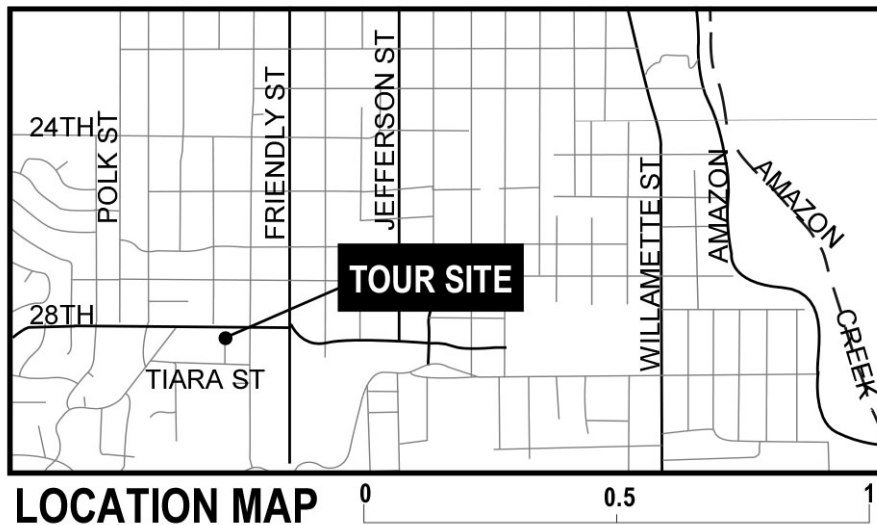 24TH
POLK ST
FRIENDLY ST
JEFFERSON ST
WILLAMETTE ST
AMAZON
AMAZON
CREEK
TOUR SITE
28TH
TIARA ST
LOCATION MAP
0
0.5
1